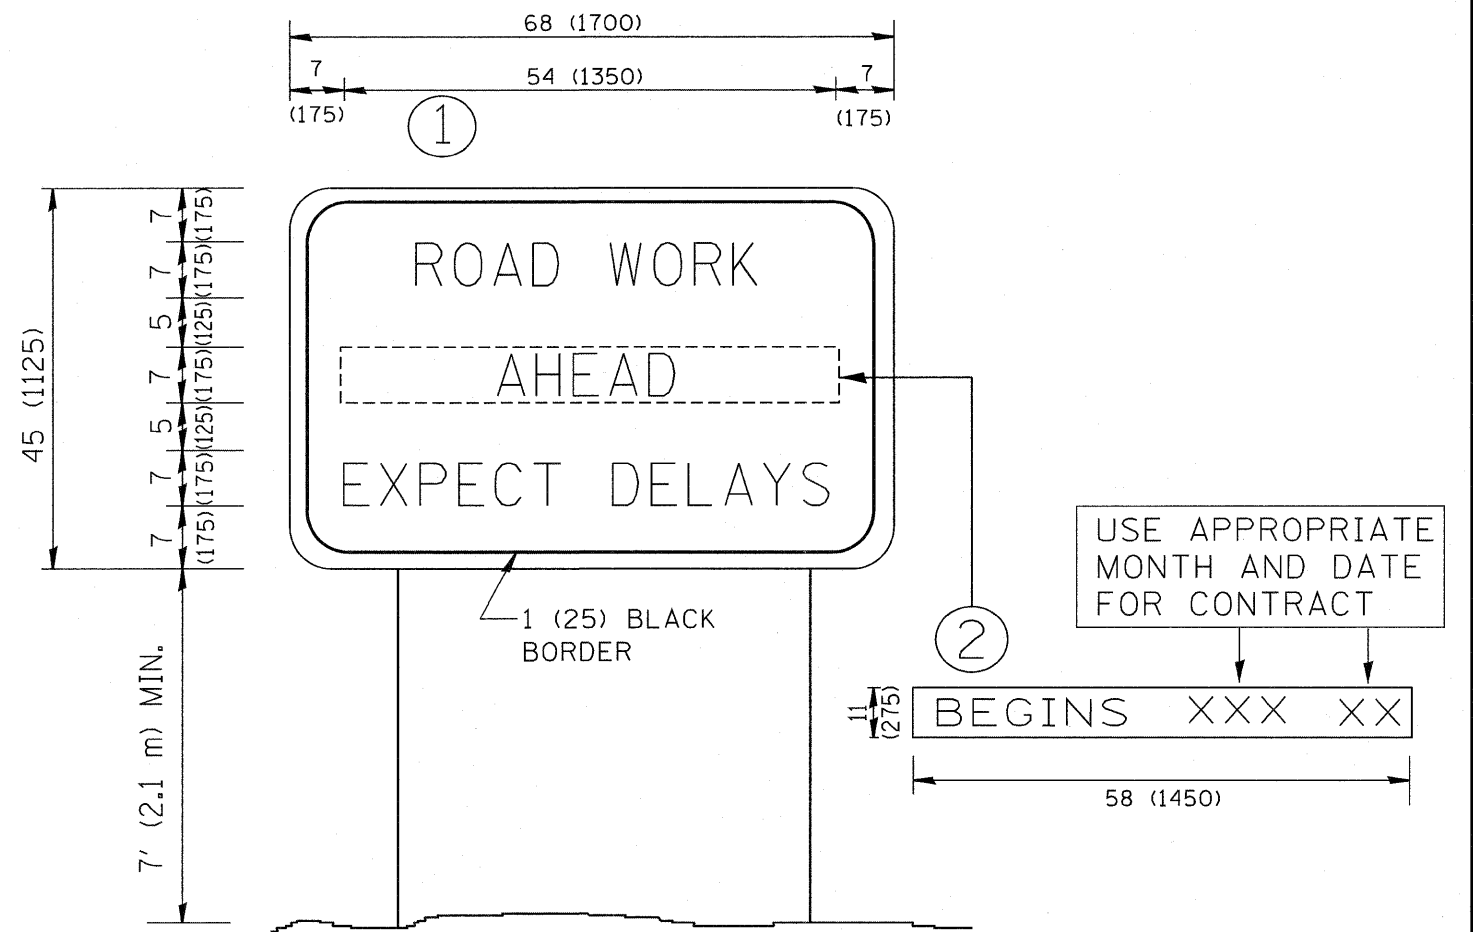 68 (1700)
7
54 (1350)
7
(175)
(175)
1
45 (1125)
7 (175)
7 (175)
5 (125)
7 (175)
5 (125)
7 (175)
7 (175)
ROAD WORK
AHEAD
EXPECT DELAYS
1 (25) BLACK
BORDER
7' (2.1 m) MIN.
USE APPROPRIATE
MONTH AND DATE
FOR CONTRACT
2
11
(275)
BEGINS XXX XX
58 (1450)